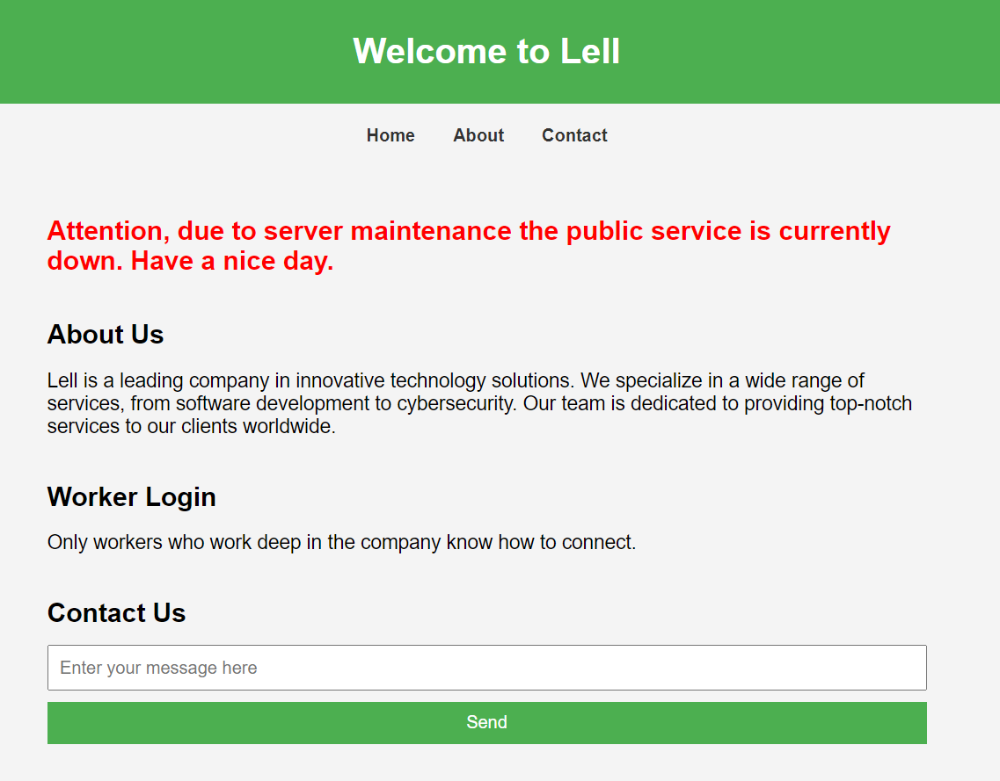 Welcome to Lell
Home About Contact
Attention, due to server maintenance the public service is currently
down. Have a nice day.
About Us
Lell is a leading company in innovative technology solutions. We specialize in a wide range of
services, from software development to cybersecurity. Our team is dedicated to providing top-notch
services to our clients worldwide.
Worker Login
Only workers who work deep in the company know how to connect.
Contact Us
Enter your message here
Send